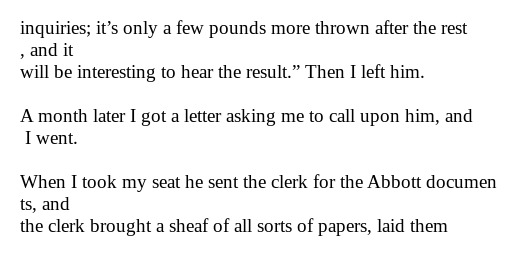 inquiries; it’s only a few pounds more thrown after the rest
, and it
will be interesting to hear the result.” Then I left him.

A month later I got a letter asking me to call upon him, and
I went.

When I took my seat he sent the clerk for the Abbott documen
ts, and
the clerk brought a sheaf of all sorts of papers, laid them